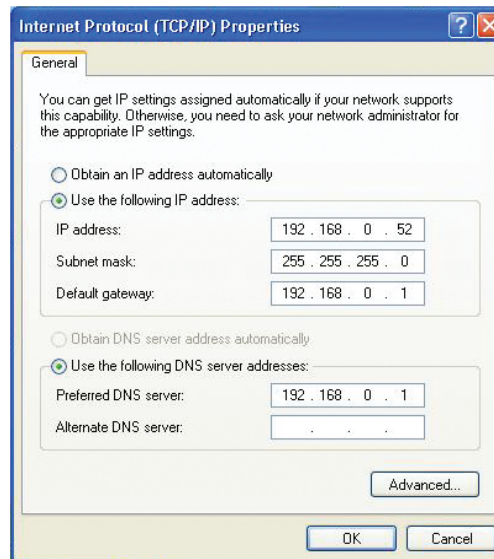 Internet Protocol (TCP/IP) Properties
General
You can get IP settings assigned automatically if your network supports
this capability. Otherwise, you need to ask your network administrator for
the appropriate IP settings.
Obtain an IP address automatically
Use the following IP address:
IP address: 192 . 168 . 0 . 52
Subnet mask: 255 . 255 . 255 . 0
Default gateway: 192 . 168 . 0 . 1
Obtain DNS server address automatically
Use the following DNS server addresses:
Preferred DNS server: 192 . 168 . 0 . 1
Alternate DNS server: . . .
Advanced...
OK Cancel